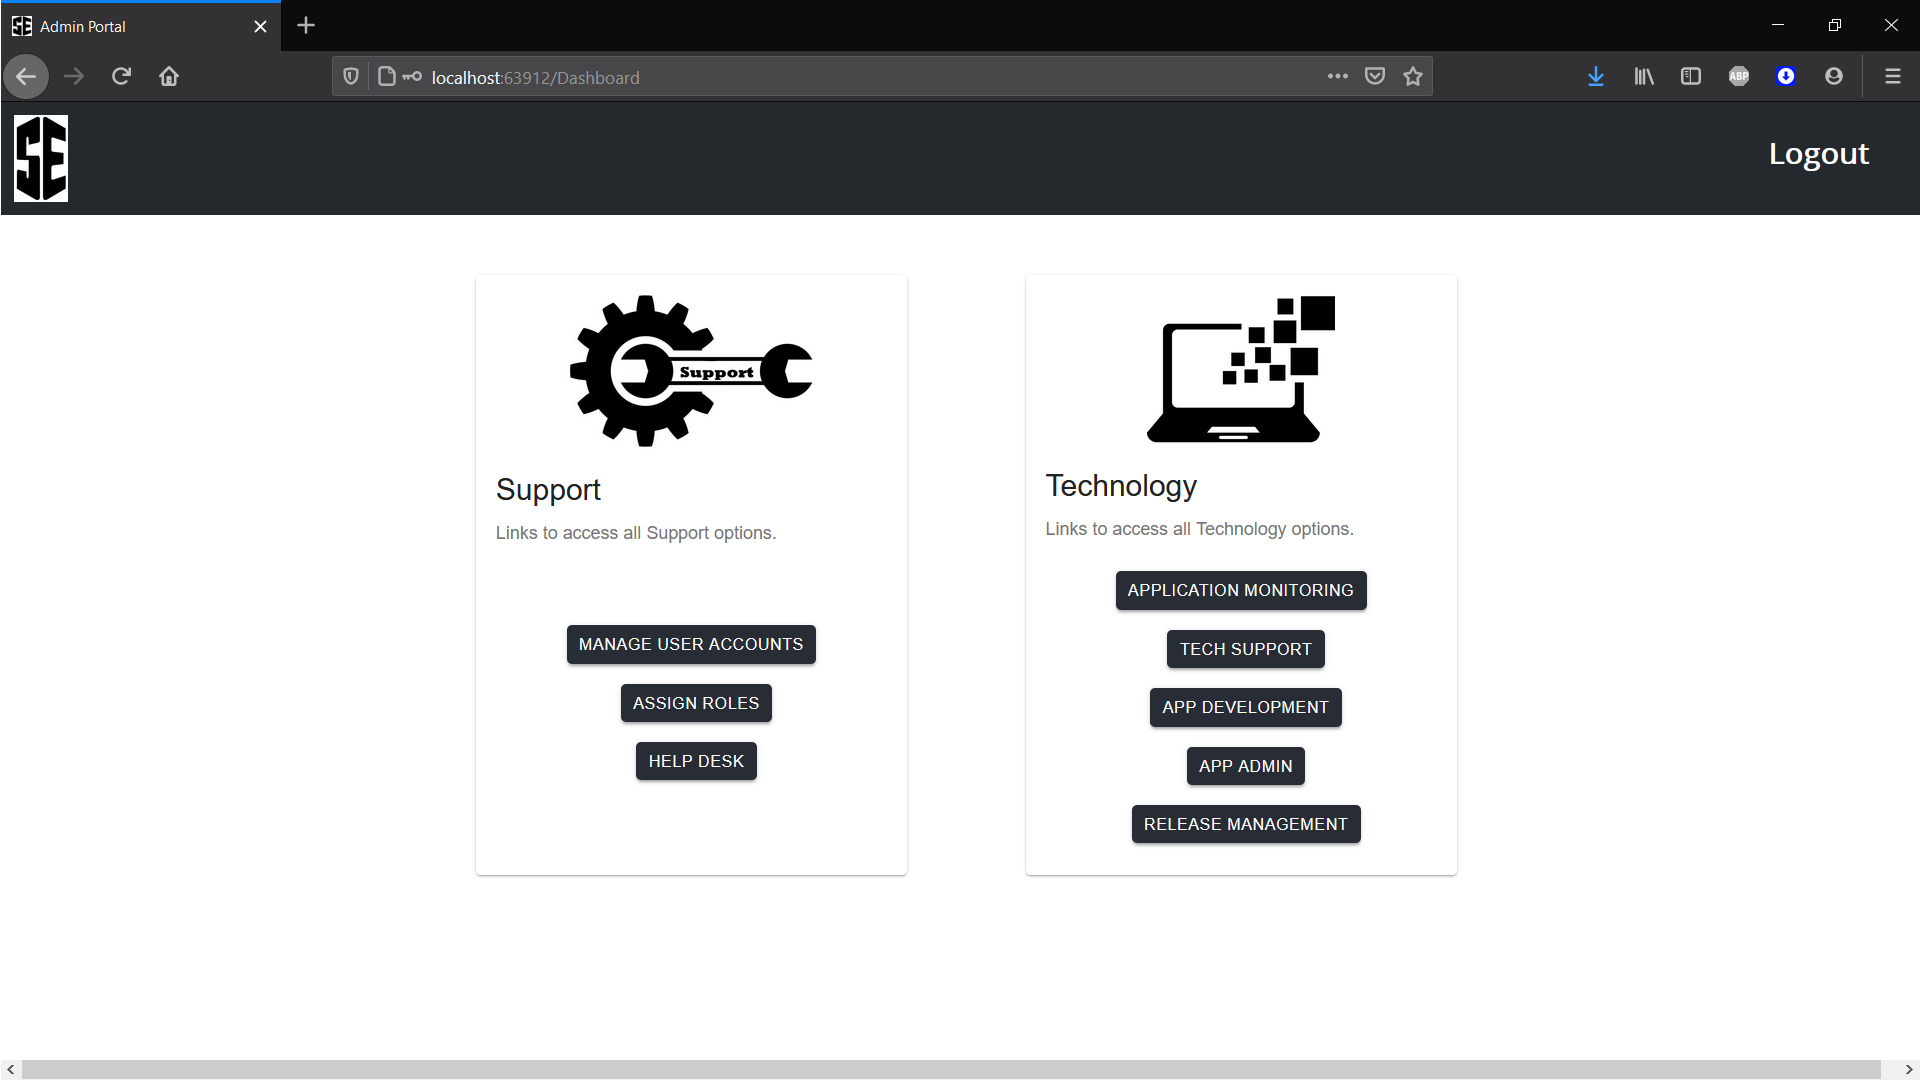 SE Admin Portal
localhost:63912/Dashboard
ABP
SE
Logout
Support
Support
Links to access all Support options.
MANAGE USER ACCOUNTS
ASSIGN ROLES
HELP DESK
Technology
Links to access all Technology options.
APPLICATION MONITORING
TECH SUPPORT
APP DEVELOPMENT
APP ADMIN
RELEASE MANAGEMENT